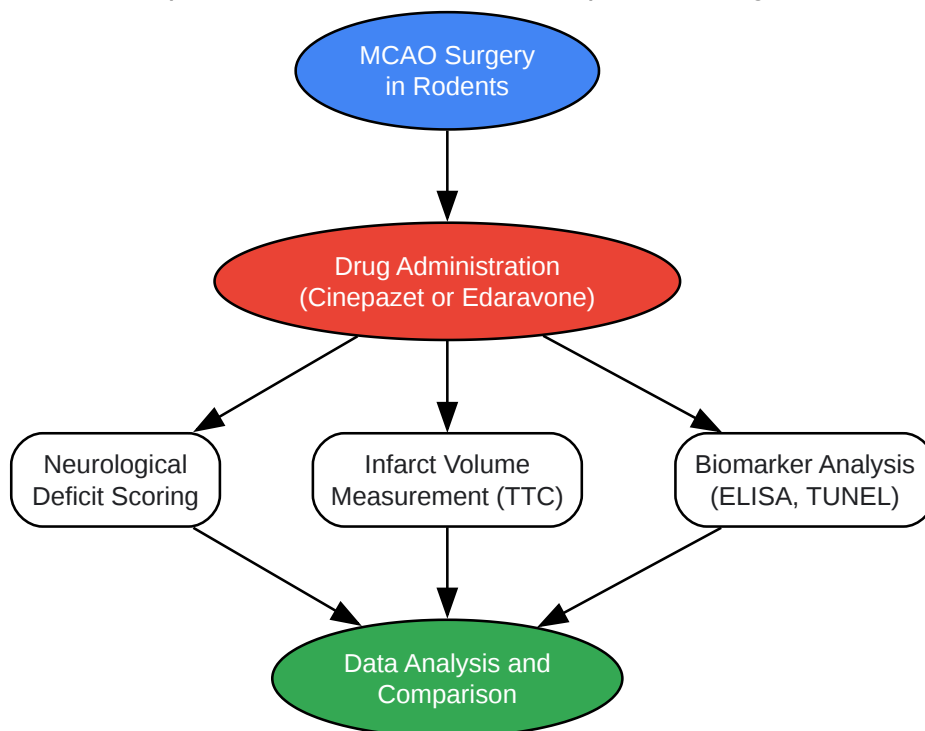 MCAO Surgery
in Rodents
Drug Administration
(Cinepazet or Edaravone)
Neurological
Deficit Scoring
Infarct Volume
Measurement (TTC)
Biomarker Analysis
(ELISA, TUNEL)
Data Analysis and
Comparison